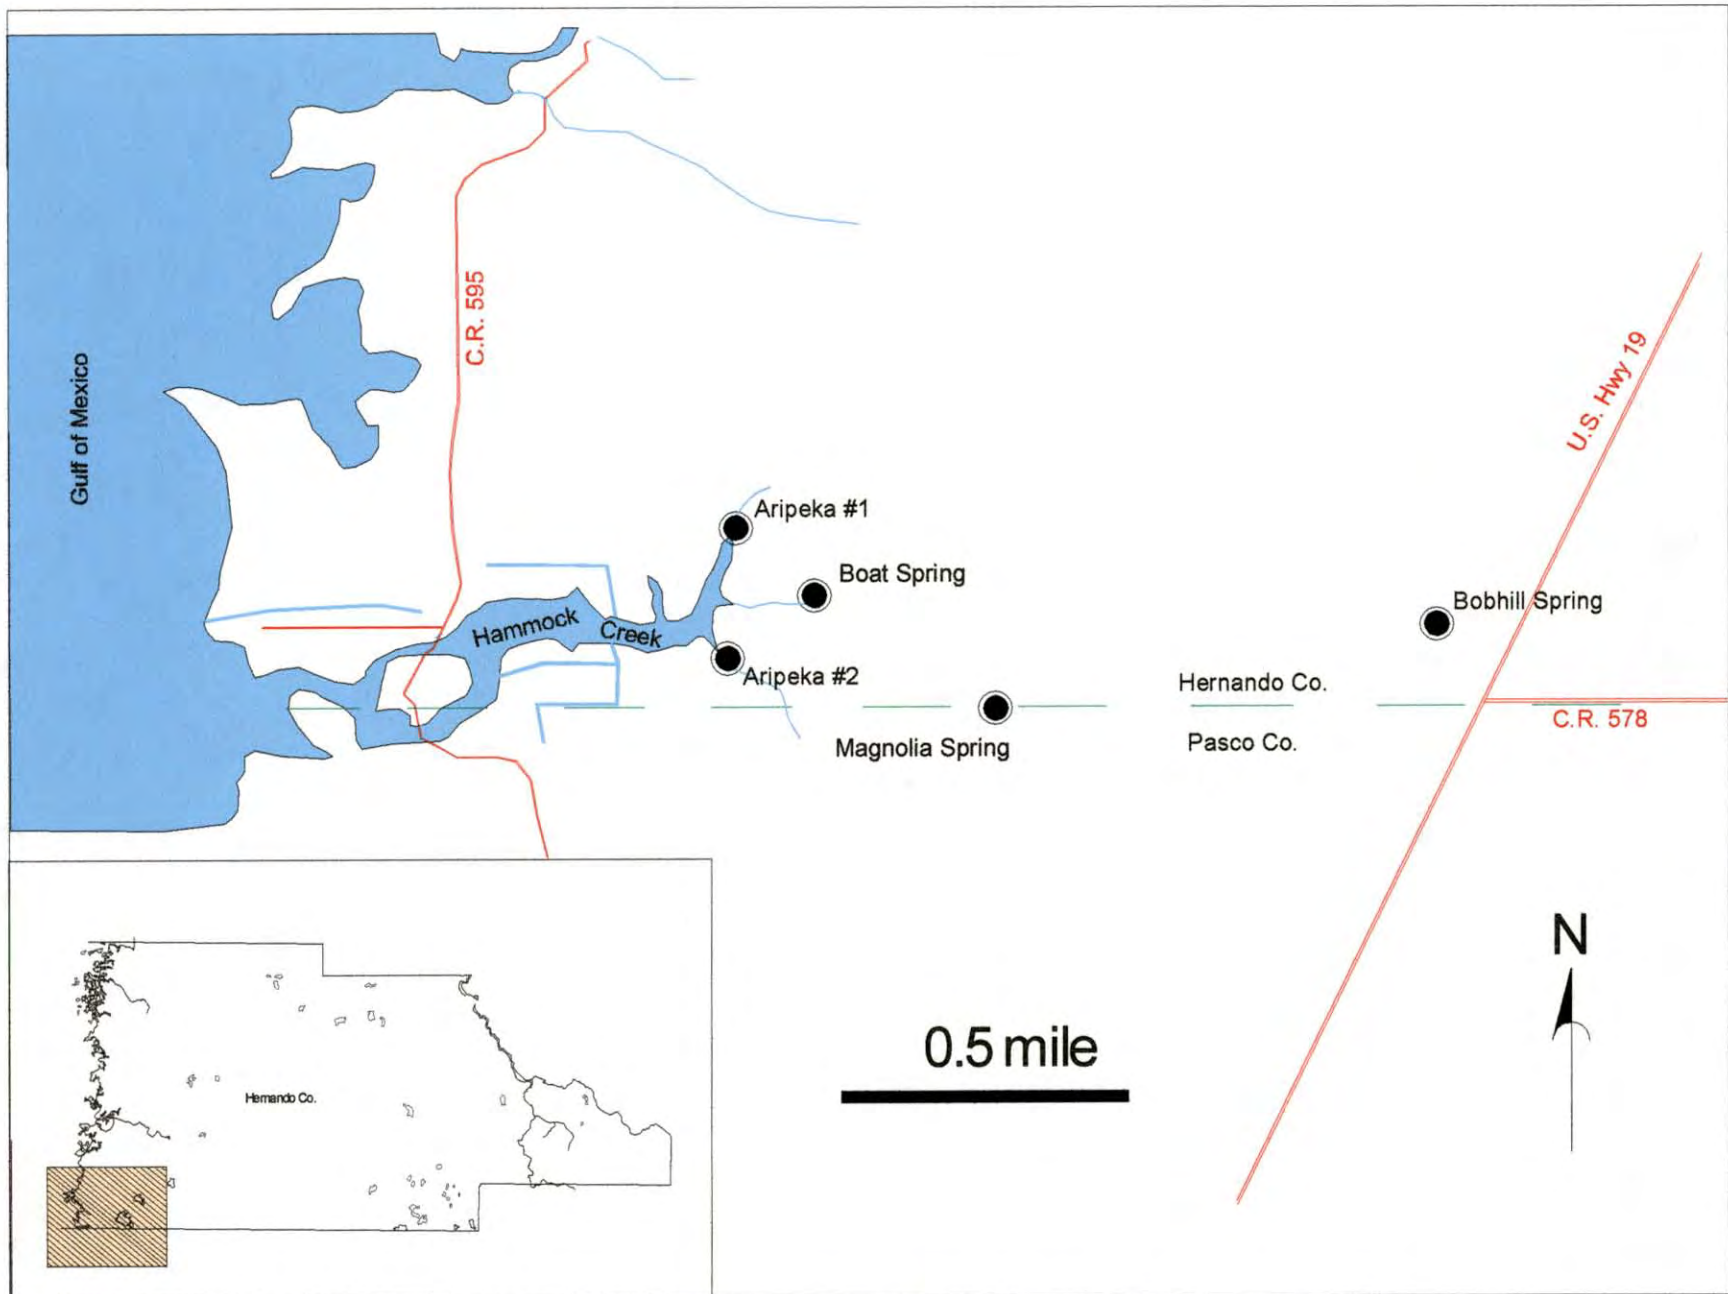 C.R. 595
Gulf of Mexico
U.S. Hwy 19
Aripeka #1
Boat Spring
Bobhill Spring
Hammock Creek
Aripeka #2
Hernando Co.
C.R. 578
Magnolia Spring
Pasco Co.
N
0.5 mile
Hernando Co.